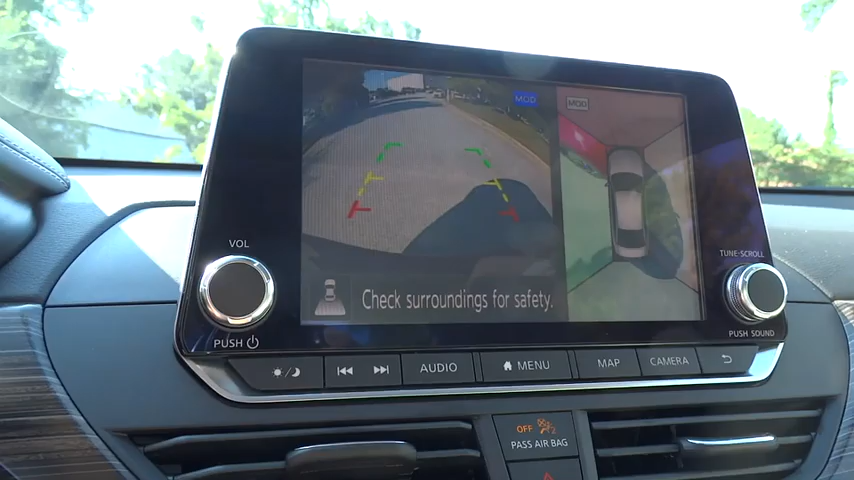 MOD
MOD
VOL
TUNE•SCROLL
Check surroundings for safety.
PUSH
PUSH SOUND
AUDIO
MENU
MAP
CAMERA
OFF
2
PASS AIR BAG